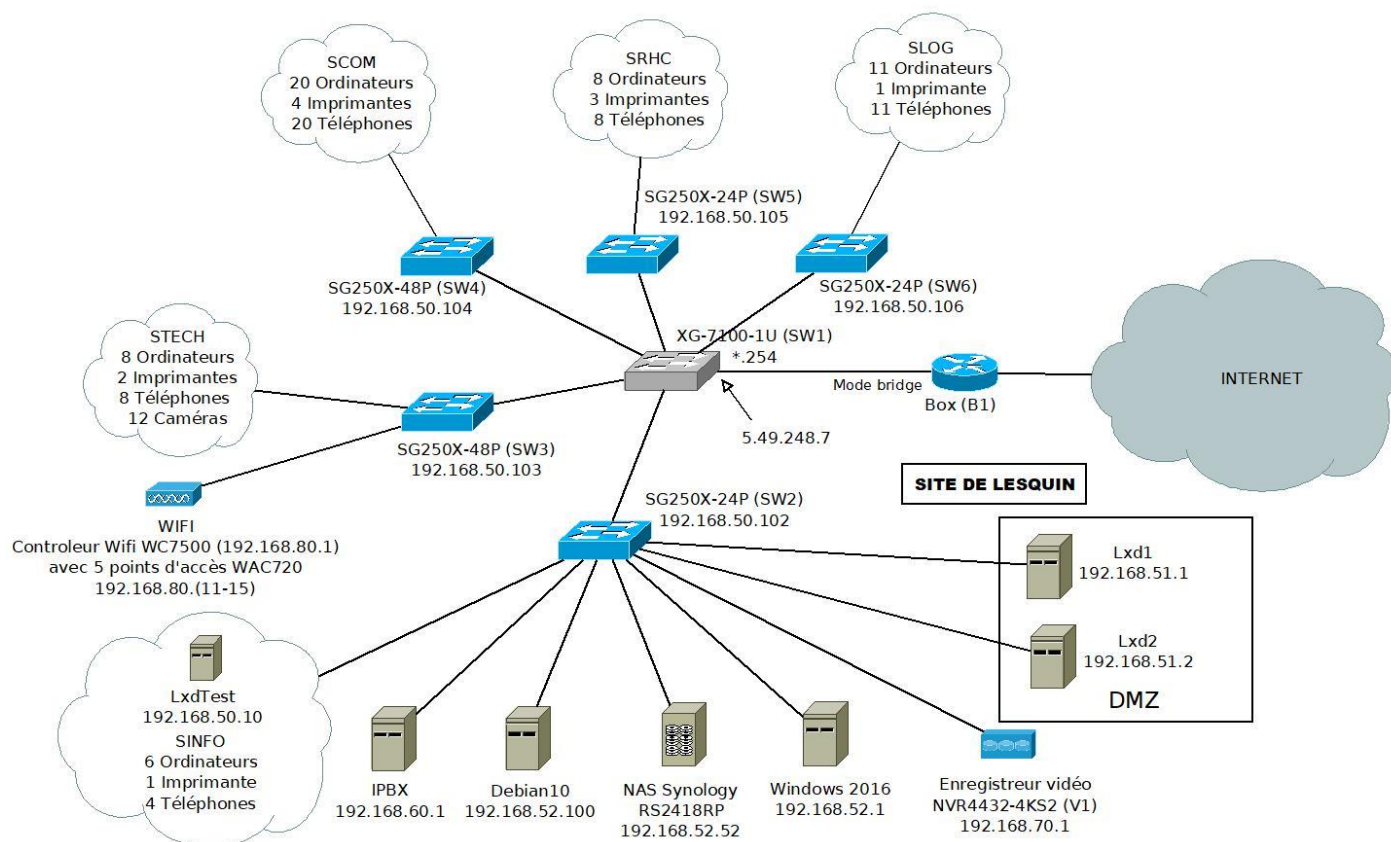 SCOM
20 Ordinateurs
4 Imprimantes
20 Téléphones
SRHC
8 Ordinateurs
3 Imprimantes
8 Téléphones
SLOG
11 Ordinateurs
1 Imprimante
11 Téléphones
SG250X-24P (SW5)
192.168.50.105
SG250X-48P (SW4)
192.168.50.104
SG250X-24P (SW6)
192.168.50.106
STECH
8 Ordinateurs
2 Imprimantes
8 Téléphones
12 Caméras
XG-7100-1U (SW1)
*.254
Mode bridge
Box (B1)
INTERNET
5.49.248.7
SG250X-48P (SW3)
192.168.50.103
SITE DE LESQUIN
SG250X-24P (SW2)
192.168.50.102
WIFI
Controleur Wifi WC7500 (192.168.80.1)
avec 5 points d'accès WAC720
192.168.80.(11-15)
Lxd1
192.168.51.1
Lxd2
192.168.51.2
DMZ
LxdTest
192.168.50.10
SINFO
6 Ordinateurs
1 Imprimante
4 Téléphones
IPBX
192.168.60.1
Debian10
192.168.52.100
NAS Synology
RS2418RP
192.168.52.52
Windows 2016
192.168.52.1
Enregistreur vidéo
NVR4432-4KS2 (V1)
192.168.70.1